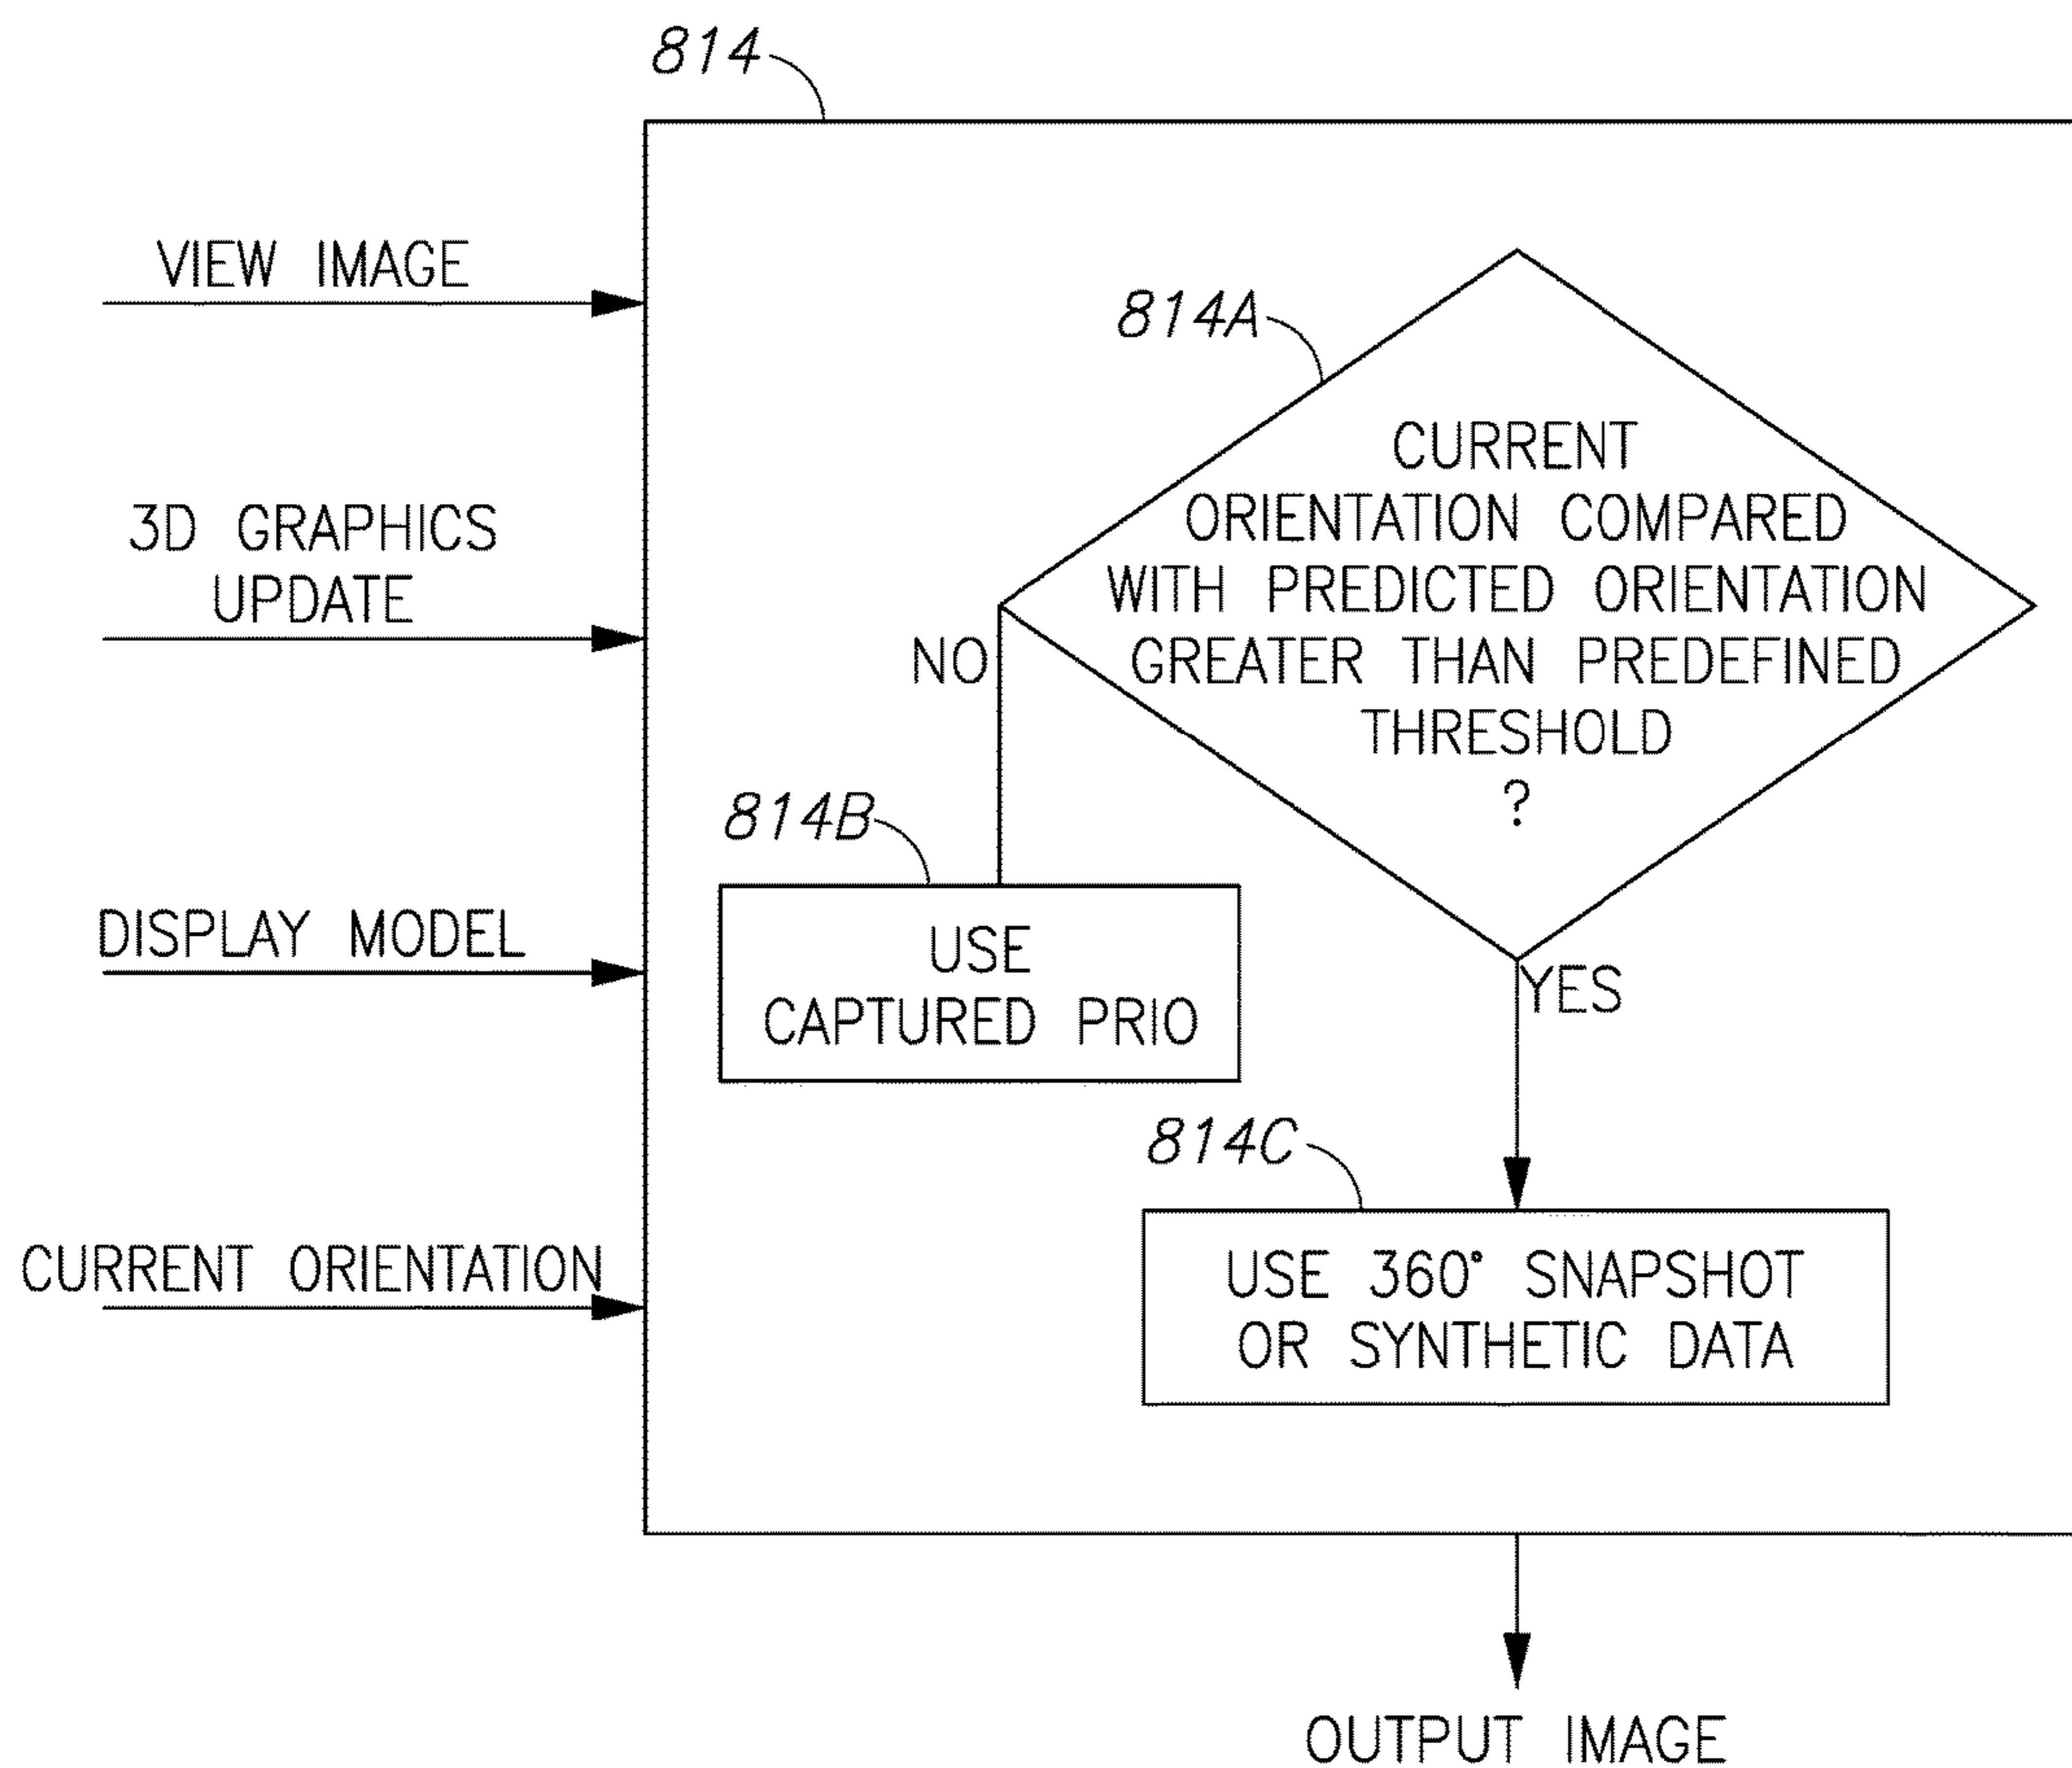 814
VIEW IMAGE
814A
CURRENT
ORIENTATION COMPARED
WITH PREDICTED ORIENTATION
GREATER THAN PREDEFINED
THRESHOLD
?
3D GRAPHICS
UPDATE
NO
814B
USE
CAPTURED PRIO
DISPLAY MODEL
YES
814C
USE 360° SNAPSHOT
OR SYNTHETIC DATA
CURRENT ORIENTATION
OUTPUT IMAGE